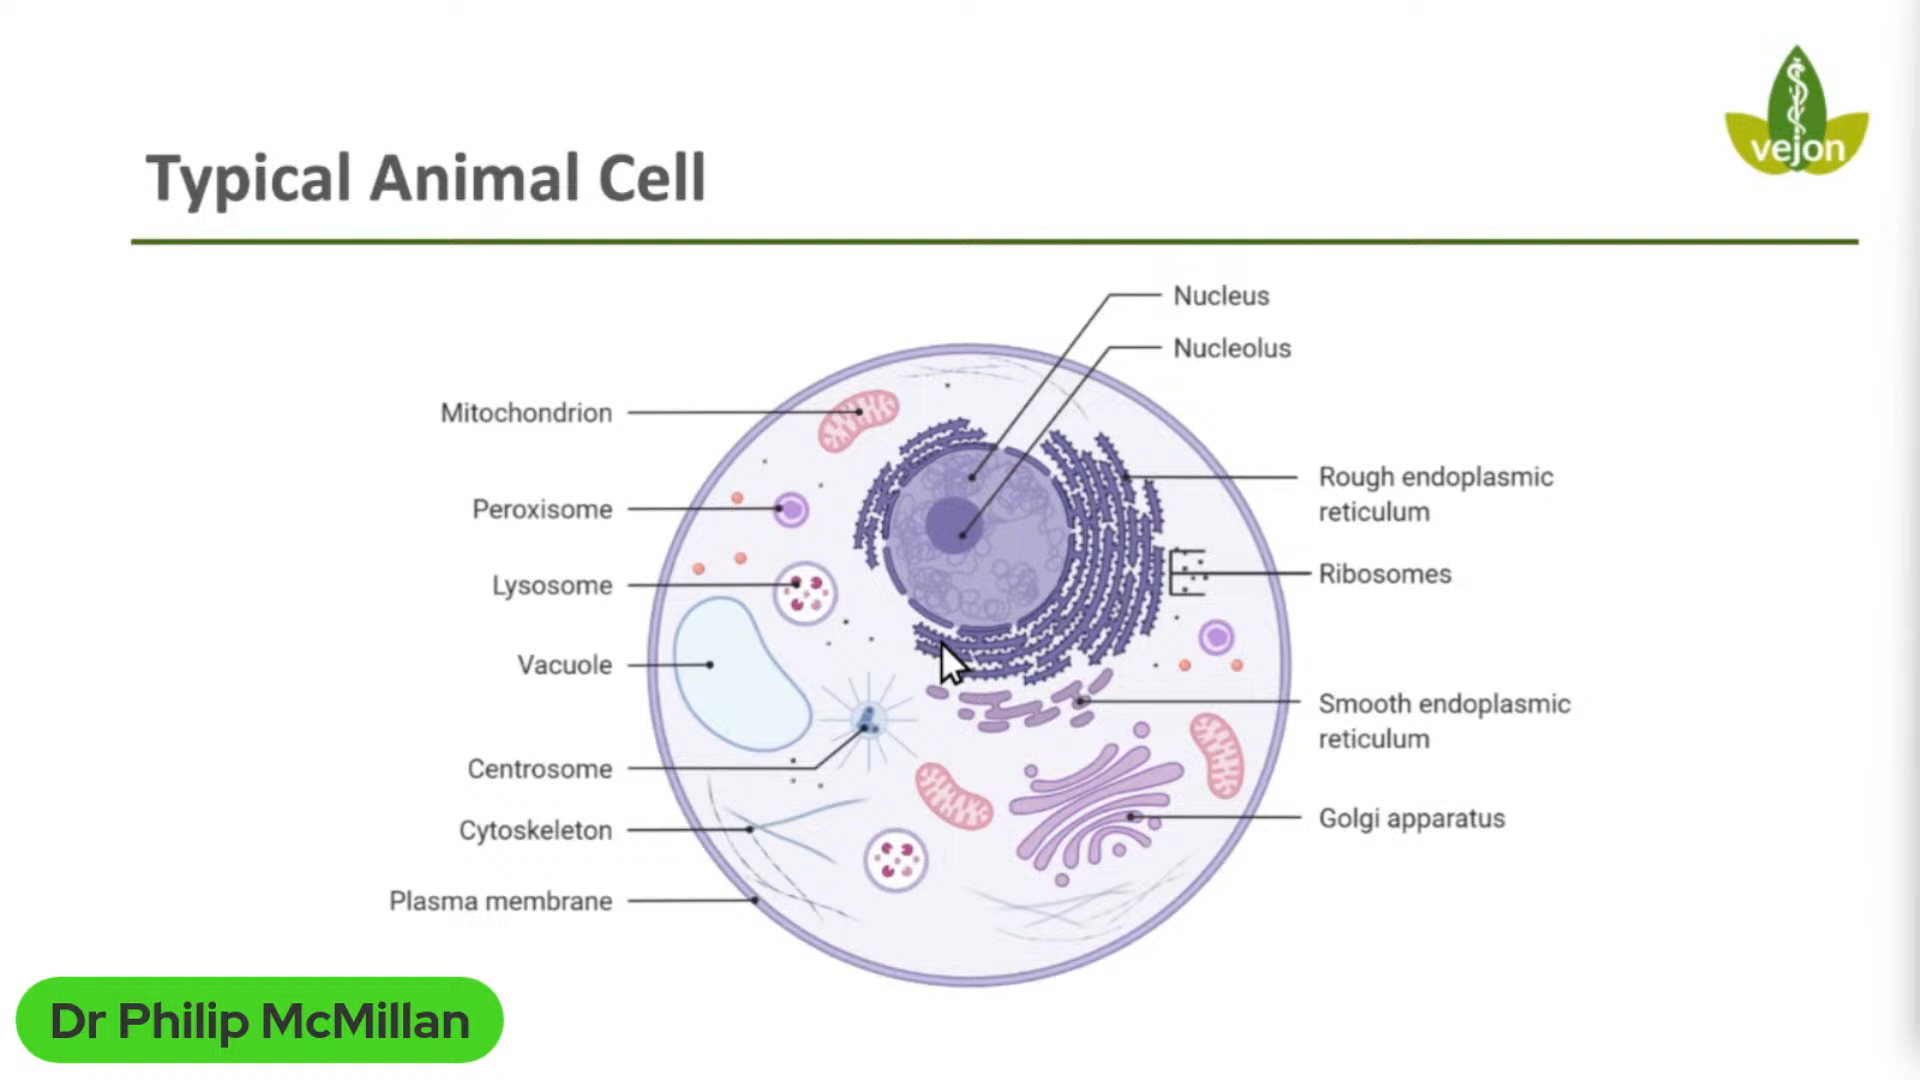 vejon
Typical Animal Cell
Nucleus
Nucleolus
Mitochondrion
Peroxisome
Lysosome
Vacuole
Centrosome
Cytoskeleton
Plasma membrane
Rough endoplasmic
reticulum
Ribosomes
Smooth endoplasmic
reticulum
Golgi apparatus
Dr Philip McMillan